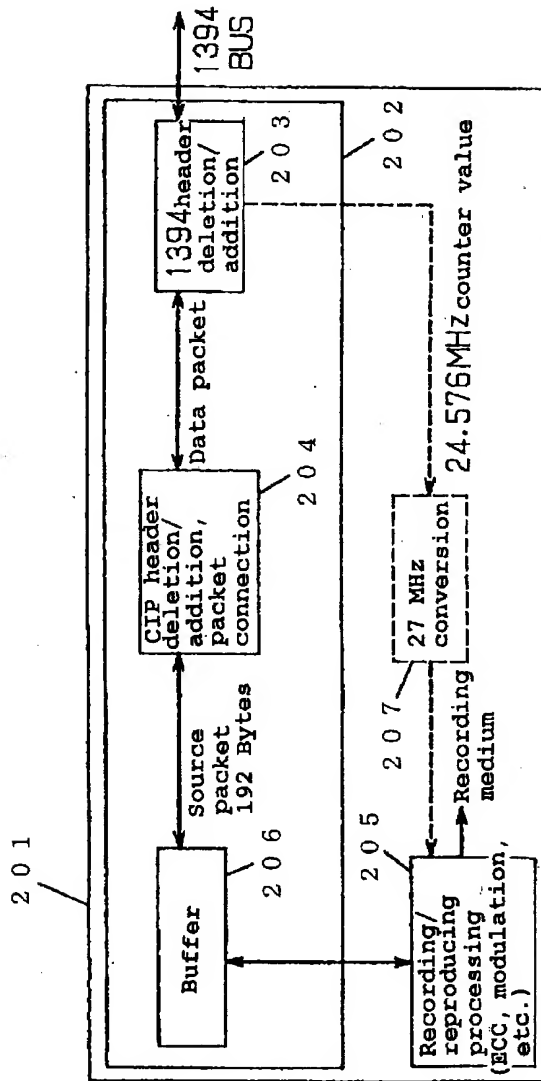 201
Buffer
206
Source
packet
192 Bytes
CIP header
deletion/
addition,
packet
connection
204
Data packet
1394header
deletion/
addition
203
202
1394
BUS
Recording/
reproducing
processing
(ECC, modulation,
etc.)
205
Recording
medium
27 MHz
conversion
207
24.576MHZ counter value